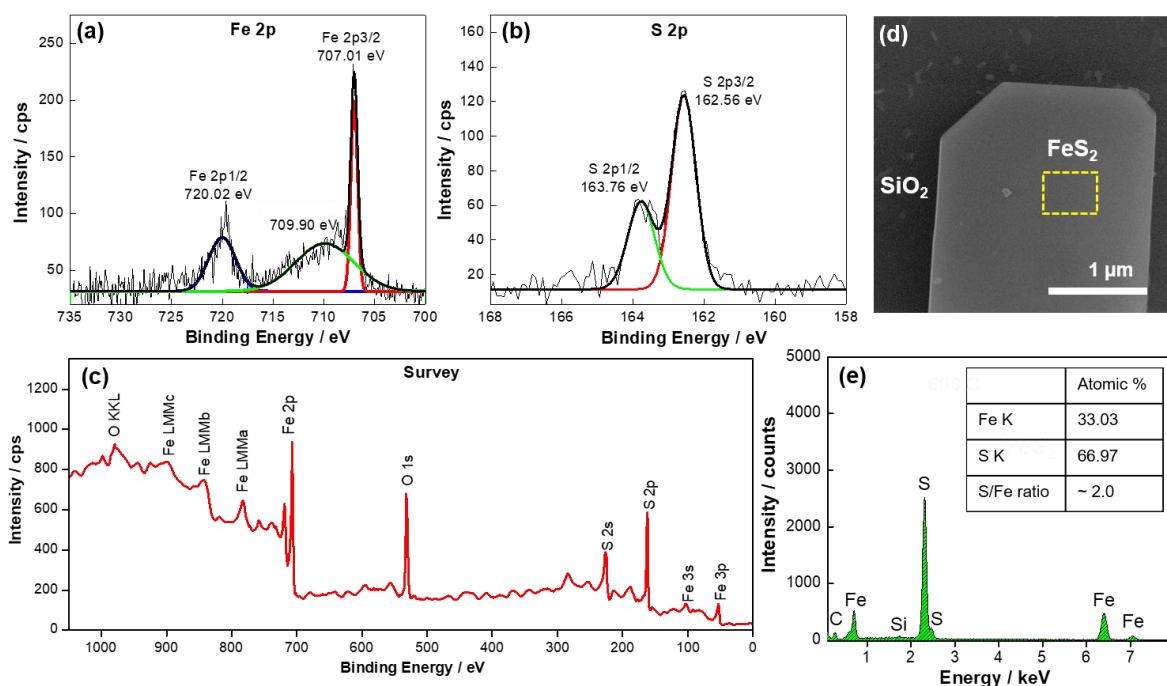 (a)
Fe 2p
Fe 2p3/2
707.01 eV
Fe 2p1/2
720.02 eV
709.90 eV
Intensity / cps
250
200
150
100
50
735 730 725 720 715 710 705 700
Binding Energy / eV
(b)
S 2p
S 2p3/2
162.56 eV
S 2p1/2
163.76 eV
Intensity / cps
160
140
120
100
80
60
40
20
0
168 166 164 162 160 158
Binding Energy / eV
(d)
FeS2
SiO2
1 µm
(c)
Survey
O KKL
Fe LMMc
Fe LMMb
Fe LMMa
Fe 2p
O 1s
S 2s
S 2p
Fe 3s
Fe 3p
Intensity / cps
1200
1000
800
600
400
200
0
1000 900 800 700 600 500 400 300 200 100 0
Binding Energy / eV
(e)
Atomic %
Fe K 33.03
S K 66.97
S/Fe ratio ~ 2.0
Intensity / counts
5000
4000
3000
2000
1000
0
C
Fe
Si
S
S
Fe
Fe
1 2 3 4 5 6 7
Energy / keV